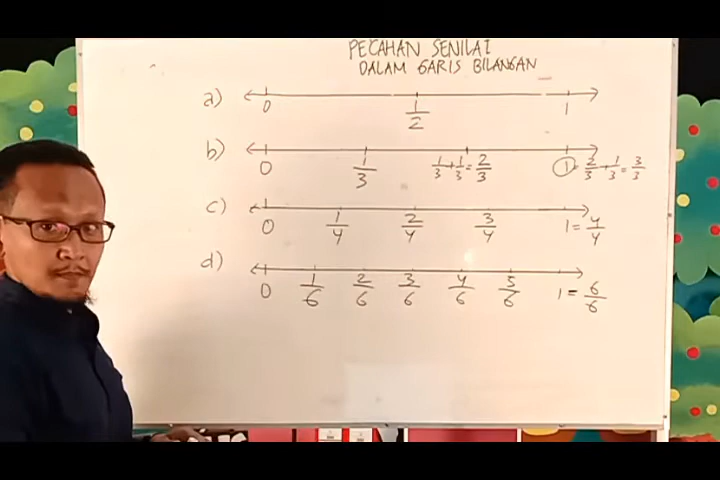 PECAHAN SENILAI
DALAM GARIS BILANGAN
a) 0 1/2 1
b) 0 1/3 1/3+1/3=2/3 1=2/3+1/3=3/3
c) 0 1/4 2/4 3/4 1=4/4
d) 0 1/6 2/6 3/6 4/6 5/6 1=6/6